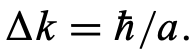 Δk = ħ/a.